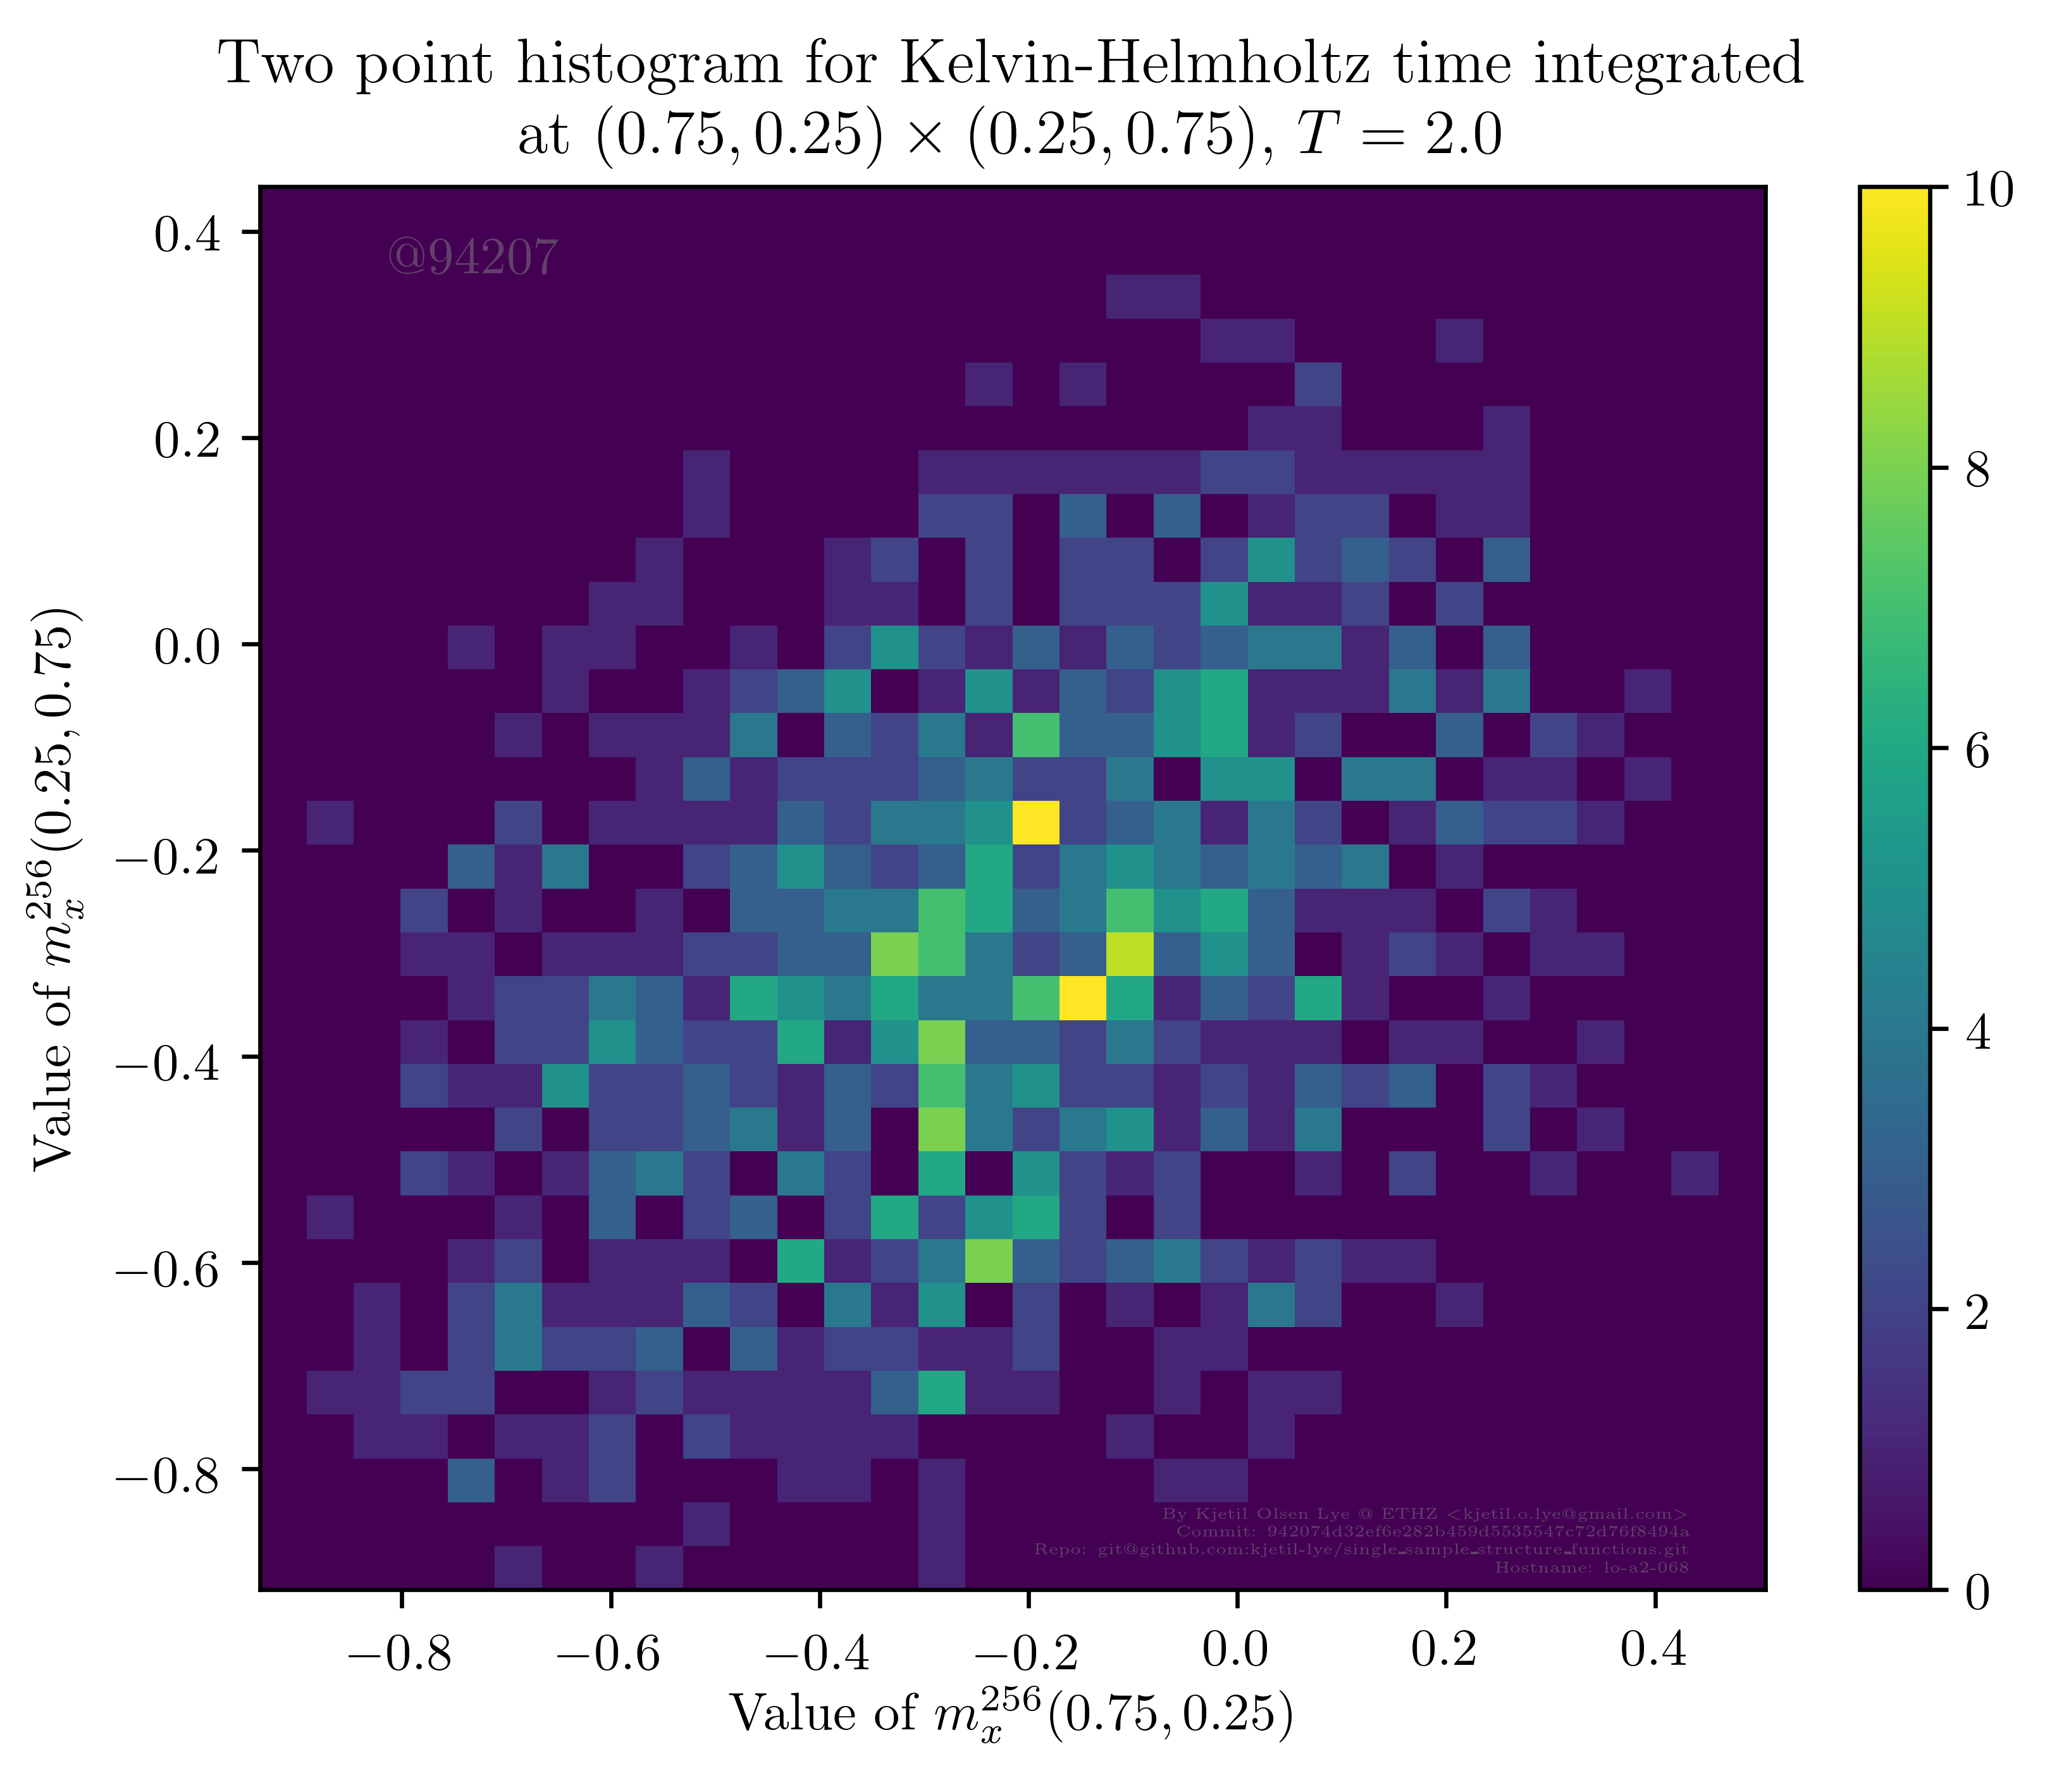 Two point histogram for Kelvin-Helmholtz time integrated
at (0.75, 0.25) × (0.25, 0.75), T = 2.0
@94207
0.4
0.2
0.0
−0.2
−0.4
−0.6
−0.8
Value of m_x^{256}(0.25, 0.75)
−0.8 −0.6 −0.4 −0.2 0.0 0.2 0.4
Value of m_x^{256}(0.75, 0.25)
10
8
6
4
2
0
By Kjetil Olsen Lye @ ETHZ <kjetil.o.lye@gmail.com>
Commit: 942074d32ef6e282b459d5535547c72d76f8494a
Repo: git@github.com:kjetil-lye/single_sample_structure_functions.git
Hostname: lo-a2-068